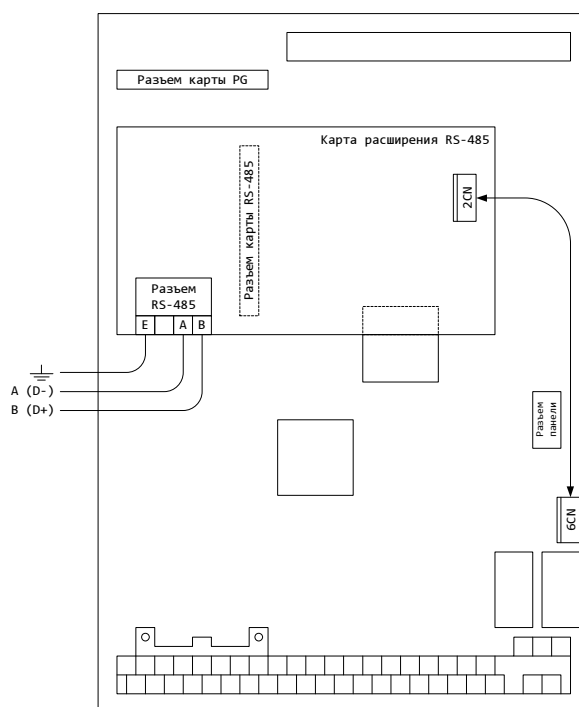 Разъем карты PG
Карта расширения RS-485
Разъем карты RS-485
2CN
Разъем
RS-485
E
A
B
A (D-)
B (D+)
Разъем
панели
6CN